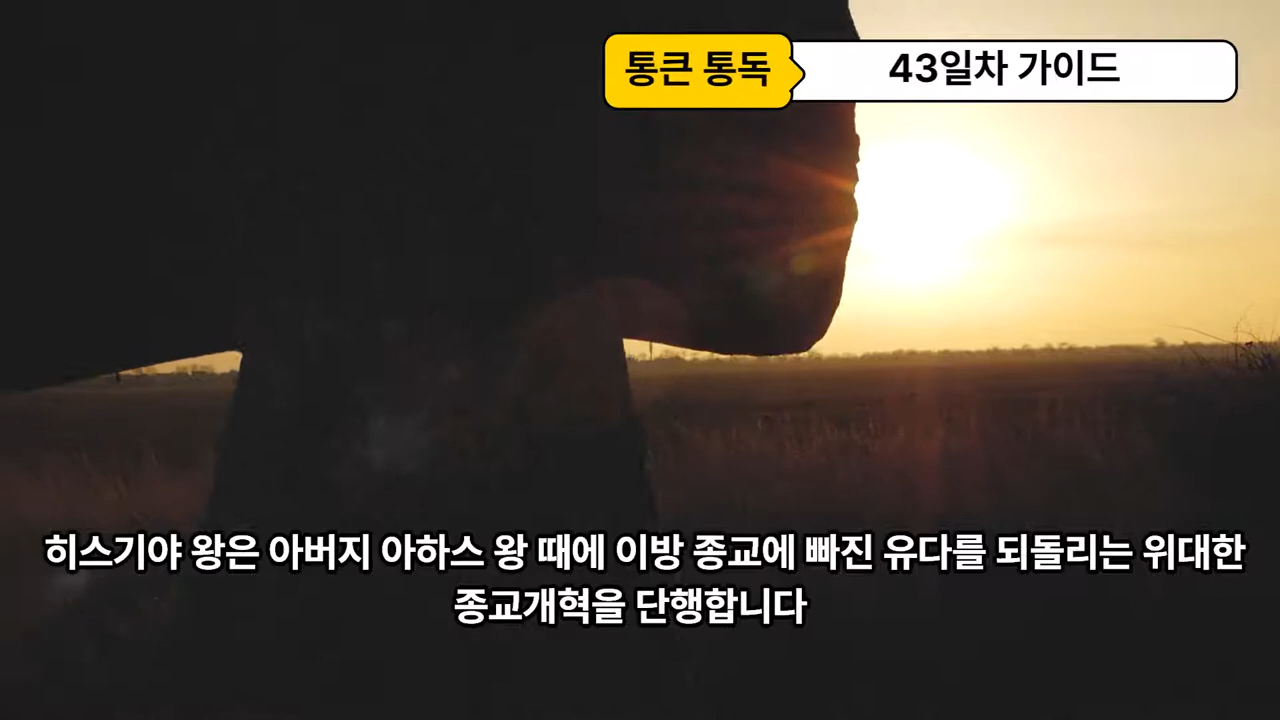 통큰 통독
43일차 가이드
히스기야 왕은 아버지 아하스 왕 때에 이방 종교에 빠진 유다를 되돌리는 위대한
종교개혁을 단행합니다